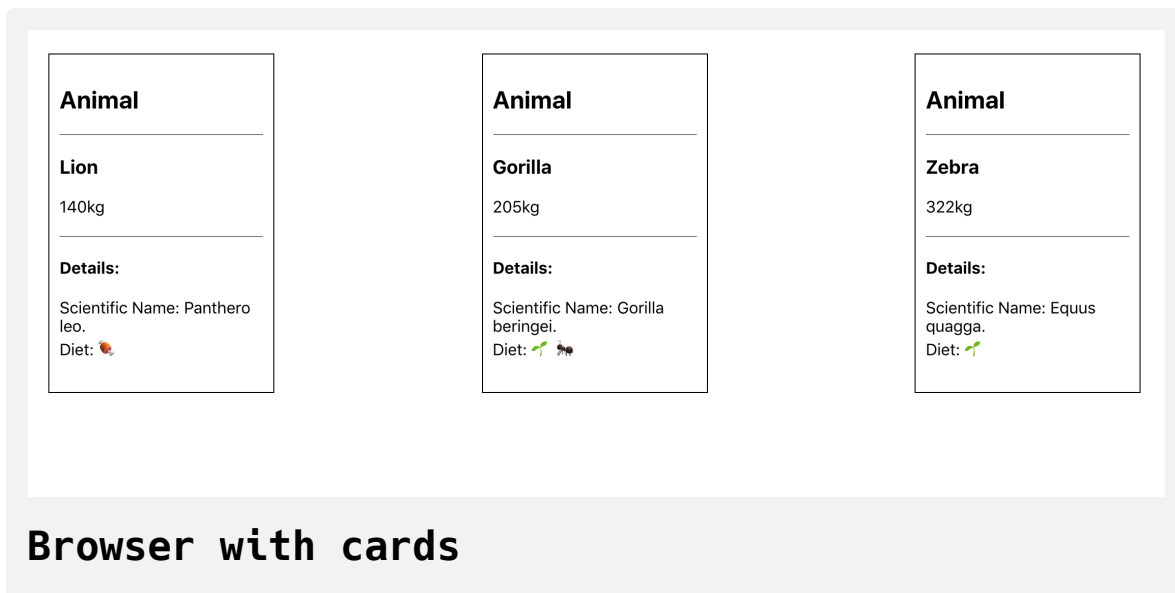 Animal
Lion
140kg
Details:
Scientific Name: Panthero
leo.
Diet: 🍖
Animal
Gorilla
205kg
Details:
Scientific Name: Gorilla
beringei.
Diet: 🌱 🐜
Animal
Zebra
322kg
Details:
Scientific Name: Equus
quagga.
Diet: 🌱
Browser with cards